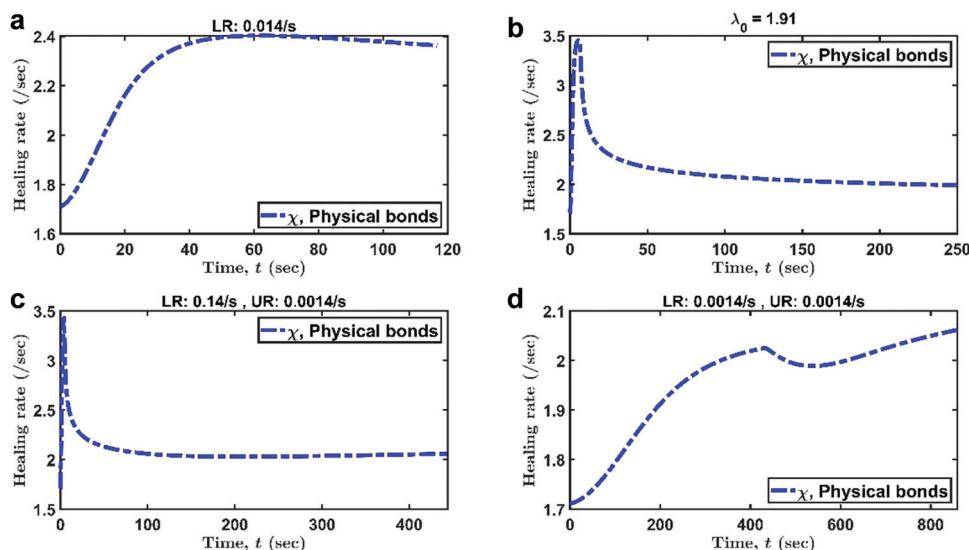 a
LR: 0.014/s
Healing rate (/sec)
2.4
2.2
2
1.8
1.6
χ, Physical bonds
0
20
40
60
80
100
120
Time, t (sec)
b
λ₀ = 1.91
Healing rate (/sec)
3.5
3
2.5
2
1.5
χ, Physical bonds
0
50
100
150
200
250
Time, t (sec)
c
LR: 0.14/s , UR: 0.0014/s
Healing rate (/sec)
3.5
3
2.5
2
1.5
χ, Physical bonds
0
100
200
300
400
Time, t (sec)
d
LR: 0.0014/s , UR: 0.0014/s
Healing rate (/sec)
2.1
2
1.9
1.8
1.7
χ, Physical bonds
0
200
400
600
800
Time, t (sec)